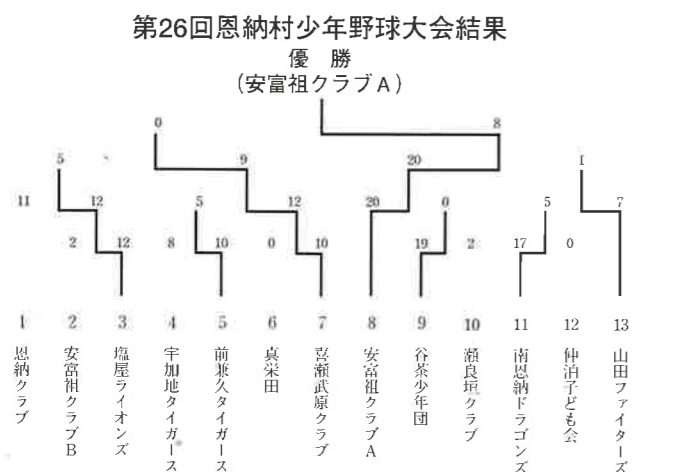 第26回恩納村少年野球大会結果
優 勝
(安富祖クラブA)
0 8
5 9 20 1
11 12 5 12 20 0 5 7
2 12 8 10 0 10 19 2 17 0
1 2 3 4 5 6 7 8 9 10 11 12 13
恩納クラブ
安富祖クラブB
塩屋ライオンズ
宇加地タイガース
前兼久タイガース
真栄田
喜瀬武原クラブ
安富祖クラブA
谷茶少年団
瀬良垣クラブ
南恩納ドラゴンズ
仲泊子ども会
山田ファイターズ